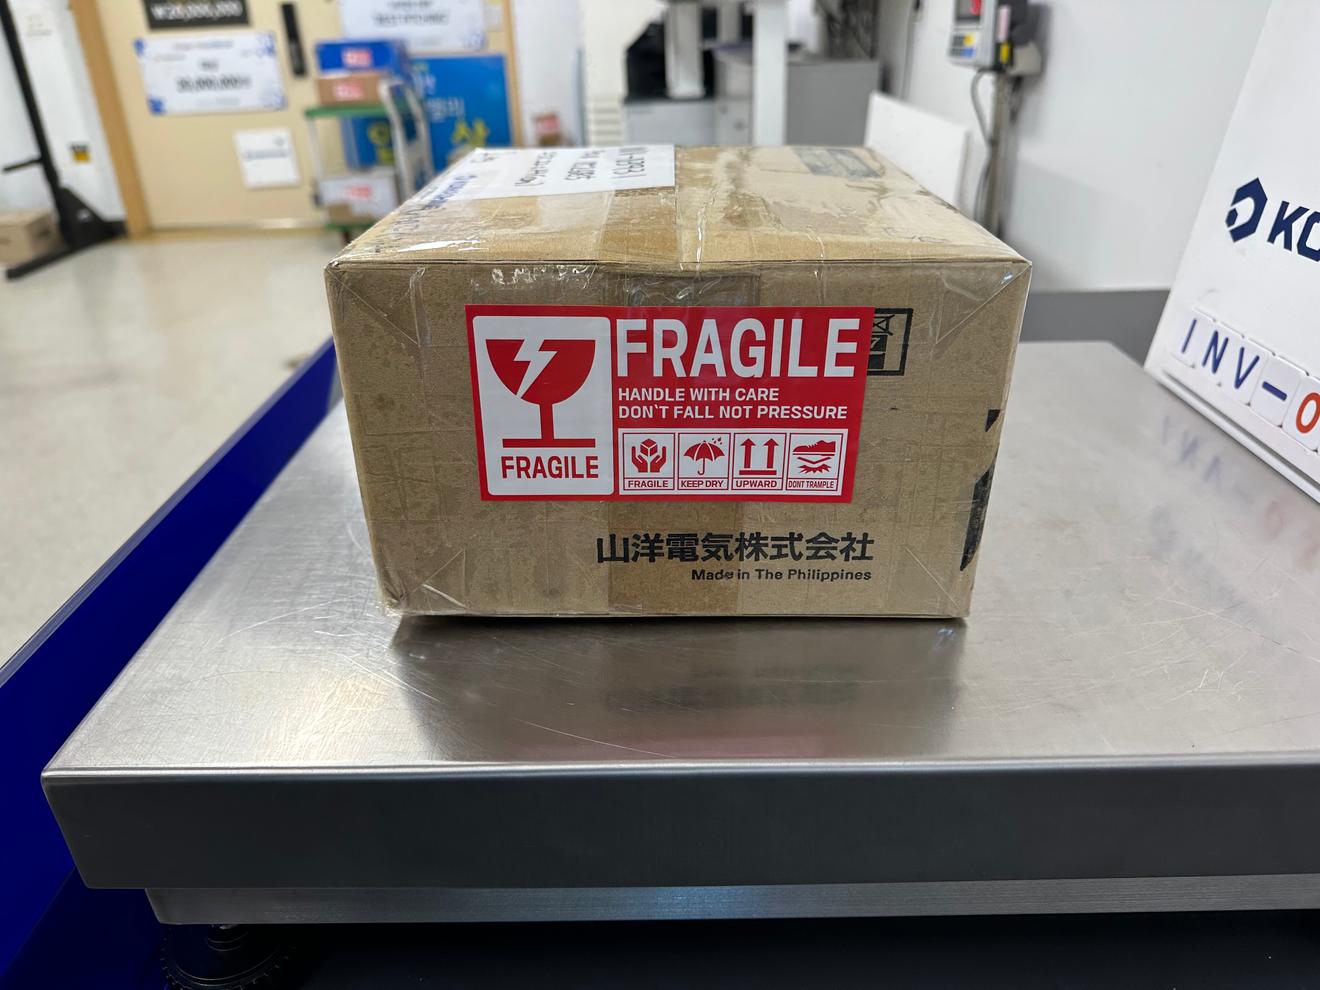 FRAGILE
HANDLE WITH CARE
DON'T FALL NOT PRESSURE
FRAGILE
FRAGILE
KEEP DRY
UPWARD
DONT TRAMPLE
山洋電気株式会社
Made in The Philippines
KO
INV-0